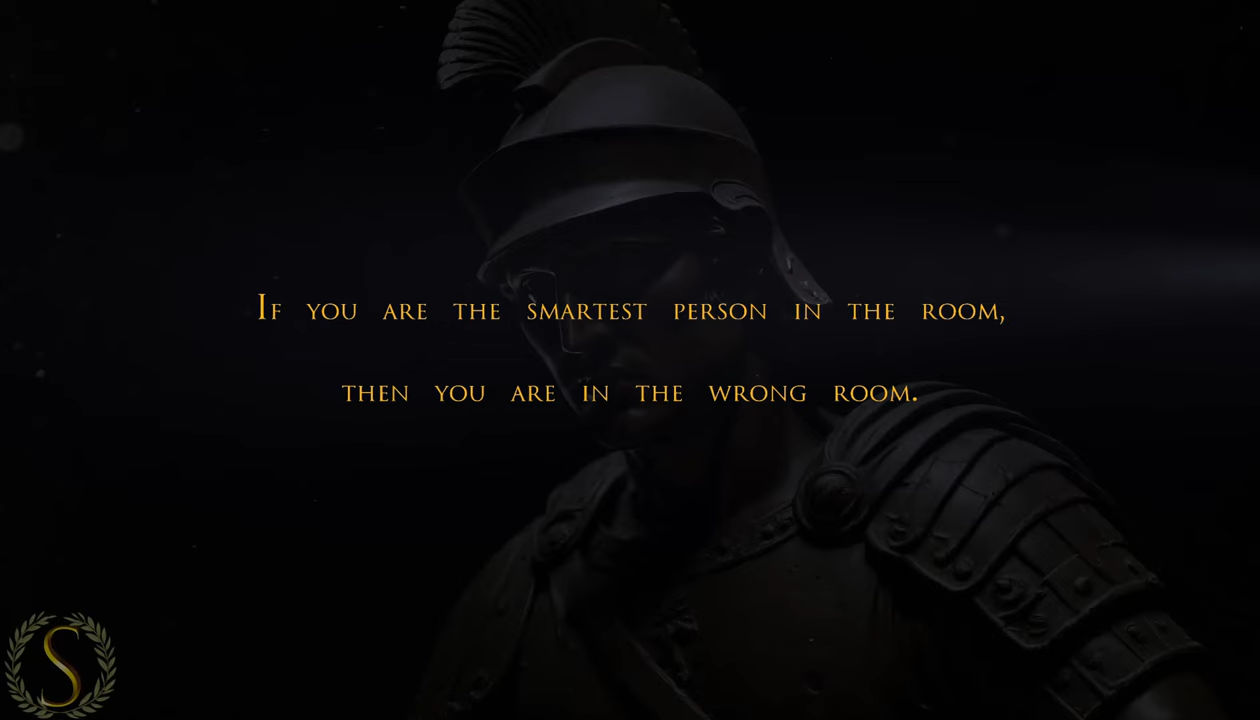 If you are the smartest person in the room,
then you are in the wrong room.
S